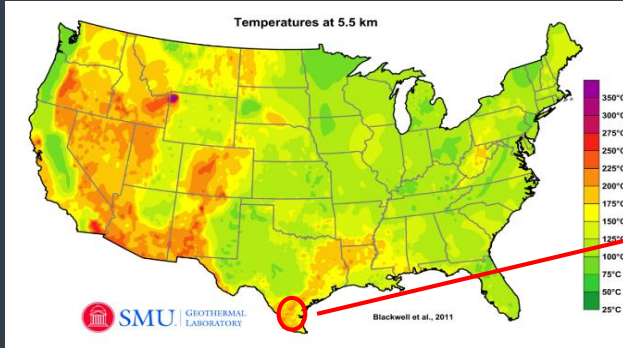 Temperatures at 5.5 km
350°C
300°C
275°C
250°C
225°C
200°C
175°C
150°C
125°C
100°C
75°C
50°C
25°C
SMU. GEOTHERMAL
LABORATORY
Blackwell et al., 2011